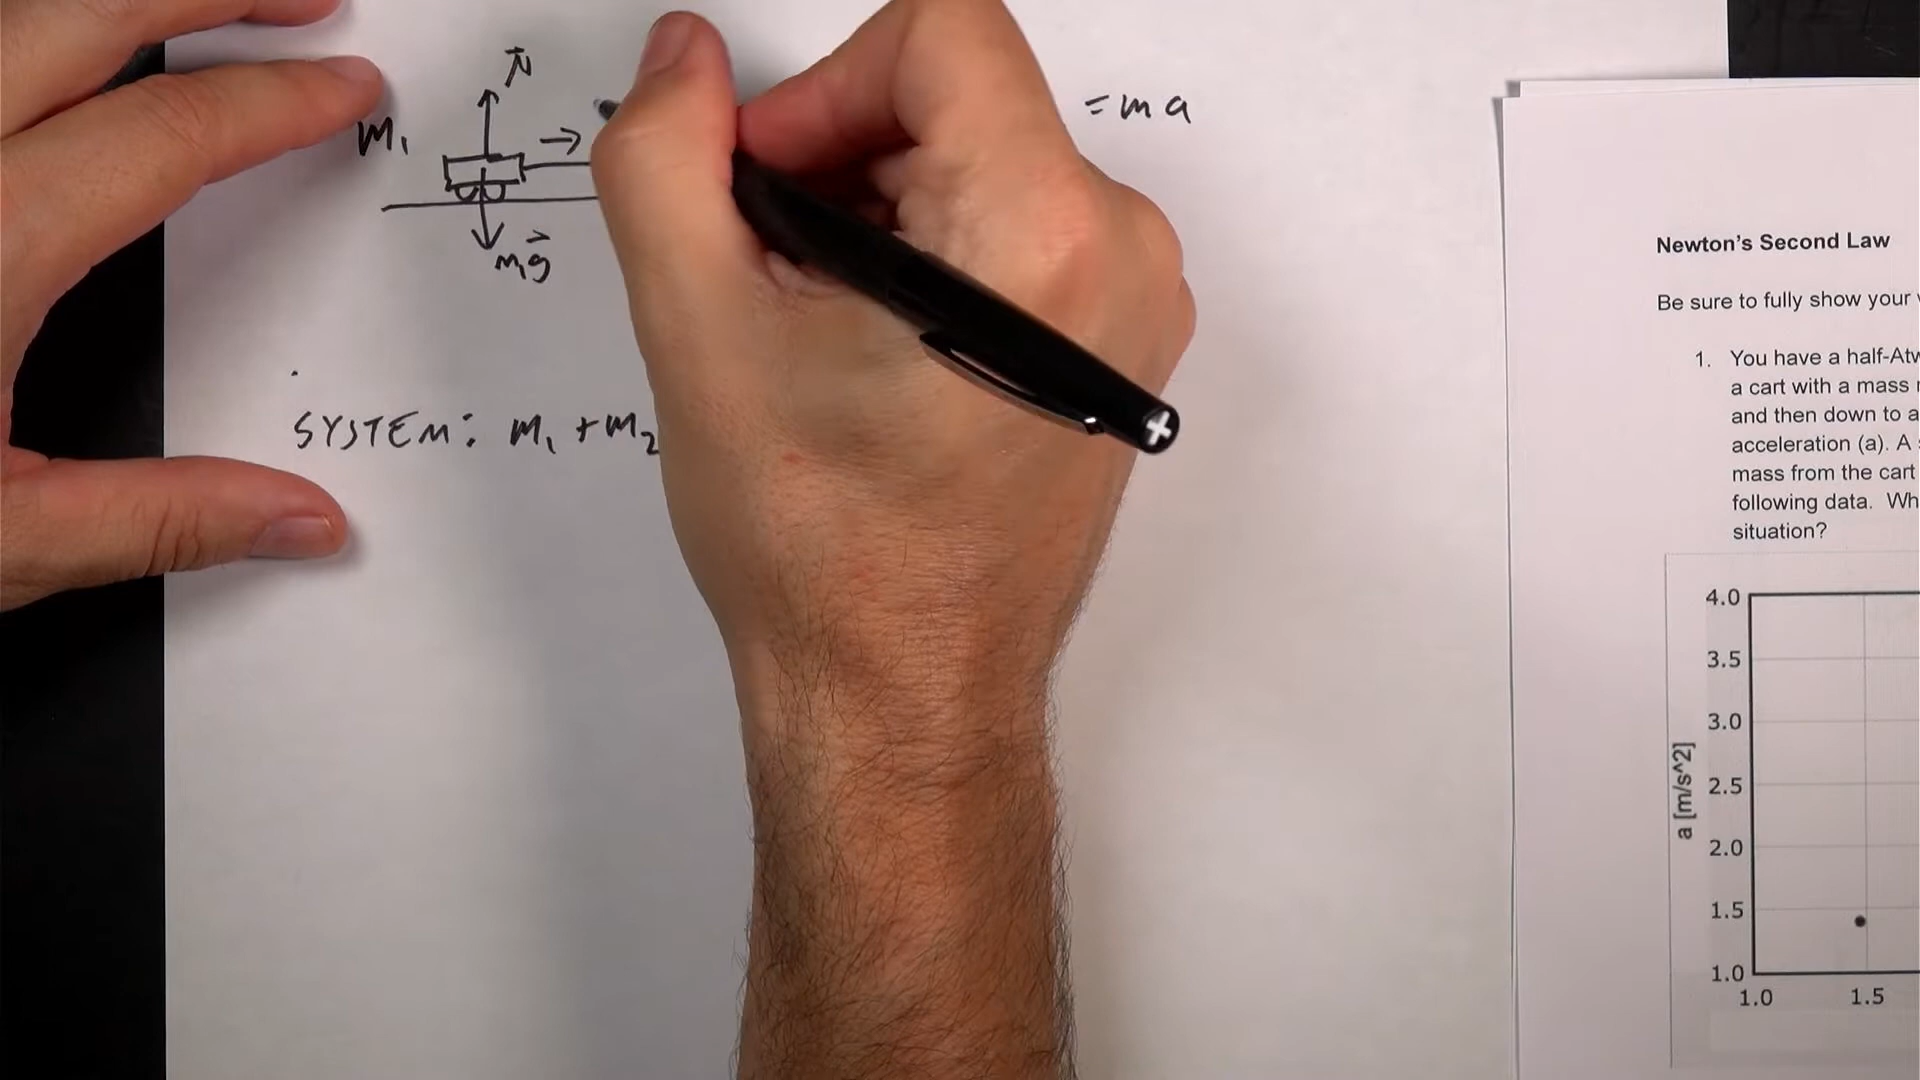 N
m₁
= m a
m₁g
SYSTEM: m₁ + m₂
Newton's Second Law
Be sure to fully show your
1. You have a half-Atw
a cart with a mass
and then down to a
acceleration (a). A
mass from the cart
following data. Wh
situation?
4.0
3.5
3.0
2.5
2.0
1.5
1.0
a [m/s^2]
1.0 1.5